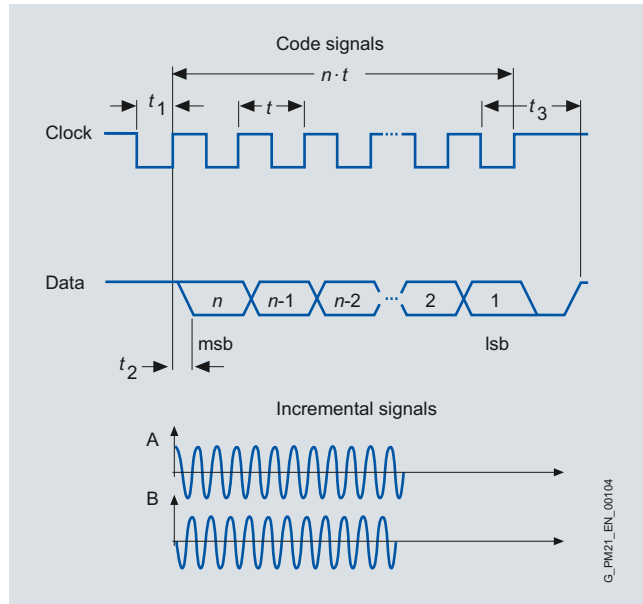 Code signals
n · t
t1
t
t3
Clock
Data
n
n-1
n-2
2
1
msb
lsb
t2
Incremental signals
A
B
G_PM21_EN_00104